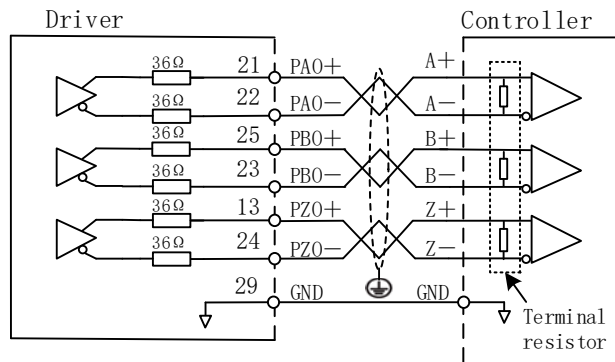 Driver
Controller
36Ω 21 PAO+ A+
36Ω 22 PAO− A−
36Ω 25 PBO+ B+
36Ω 23 PBO− B−
36Ω 13 PZO+ Z+
36Ω 24 PZO− Z−
29 GND GND
Terminal
resistor